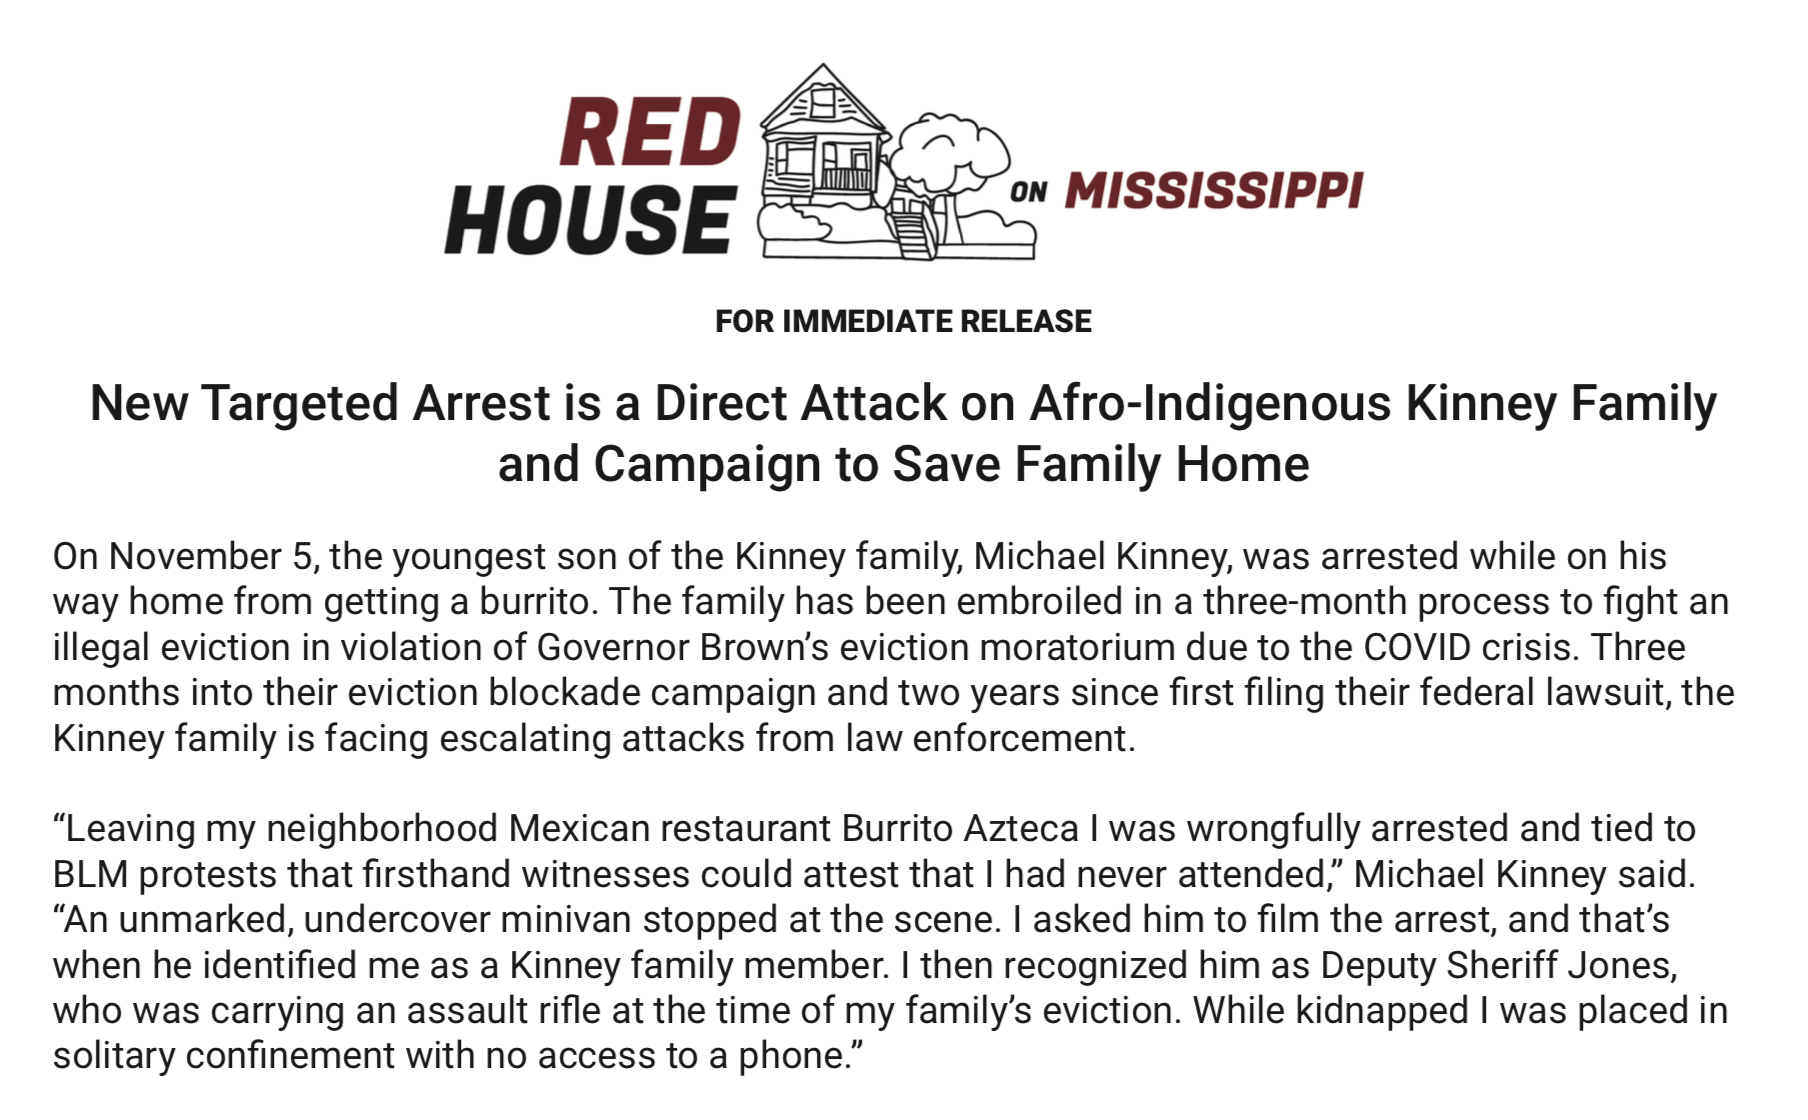 RED
HOUSE
ON MISSISSIPPI
FOR IMMEDIATE RELEASE
New Targeted Arrest is a Direct Attack on Afro-Indigenous Kinney Family
and Campaign to Save Family Home
On November 5, the youngest son of the Kinney family, Michael Kinney, was arrested while on his
way home from getting a burrito. The family has been embroiled in a three-month process to fight an
illegal eviction in violation of Governor Brown’s eviction moratorium due to the COVID crisis. Three
months into their eviction blockade campaign and two years since first filing their federal lawsuit, the
Kinney family is facing escalating attacks from law enforcement.
“Leaving my neighborhood Mexican restaurant Burrito Azteca I was wrongfully arrested and tied to
BLM protests that firsthand witnesses could attest that I had never attended,” Michael Kinney said.
“An unmarked, undercover minivan stopped at the scene. I asked him to film the arrest, and that’s
when he identified me as a Kinney family member. I then recognized him as Deputy Sheriff Jones,
who was carrying an assault rifle at the time of my family’s eviction. While kidnapped I was placed in
solitary confinement with no access to a phone.”